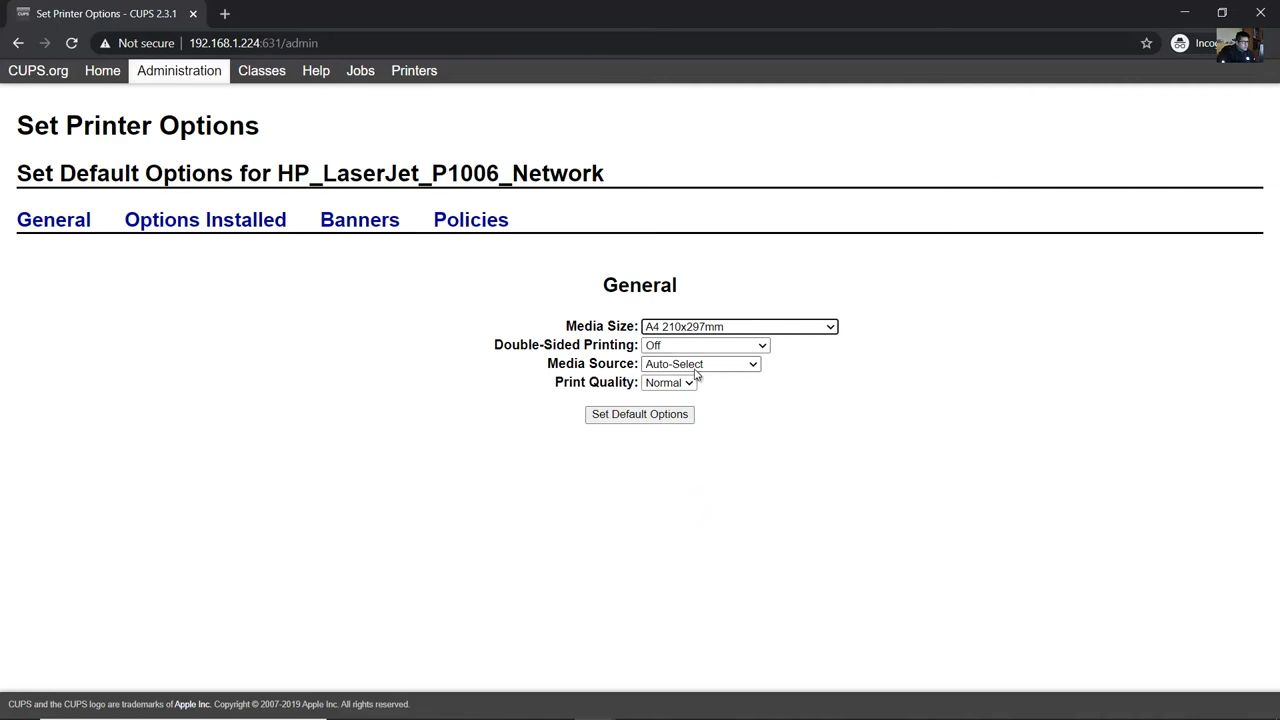 CUPS
Set Printer Options - CUPS 2.3.1
Not secure | 192.168.1.224:631/admin
CUPS.org Home Administration Classes Help Jobs Printers
Set Printer Options
Set Default Options for HP_LaserJet_P1006_Network
General Options Installed Banners Policies
General
Media Size: A4 210x297mm
Double-Sided Printing: Off
Media Source: Auto-Select
Print Quality: Normal
Set Default Options
CUPS and the CUPS logo are trademarks of Apple Inc. Copyright © 2007-2019 Apple Inc. All rights reserved.